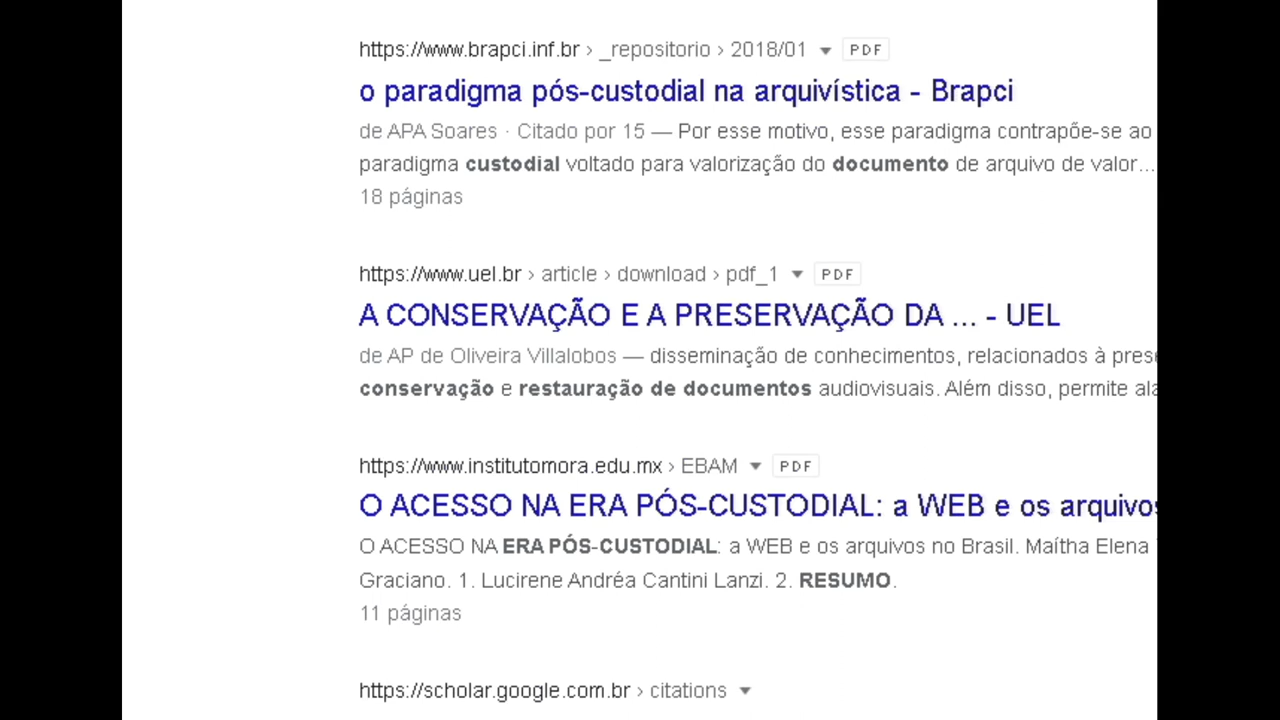 https://www.brapci.inf.br › _repositorio › 2018/01 PDF
o paradigma pós-custodial na arquivística - Brapci
de APA Soares · Citado por 15 — Por esse motivo, esse paradigma contrapõe-se ao
paradigma custodial voltado para valorização do documento de arquivo de valor...
18 páginas
https://www.uel.br › article › download › pdf_1 PDF
A CONSERVAÇÃO E A PRESERVAÇÃO DA ... - UEL
de AP de Oliveira Villalobos — disseminação de conhecimentos, relacionados à
conservação e restauração de documentos audiovisuais. Além disso, permite
https://www.institutomora.edu.mx › EBAM PDF
O ACESSO NA ERA PÓS-CUSTODIAL: a WEB e os arquivos
O ACESSO NA ERA PÓS-CUSTODIAL: a WEB e os arquivos no Brasil. Maítha Elena
Graciano. 1. Lucirene Andréa Cantini Lanzi. 2. RESUMO.
11 páginas
https://scholar.google.com.br › citations